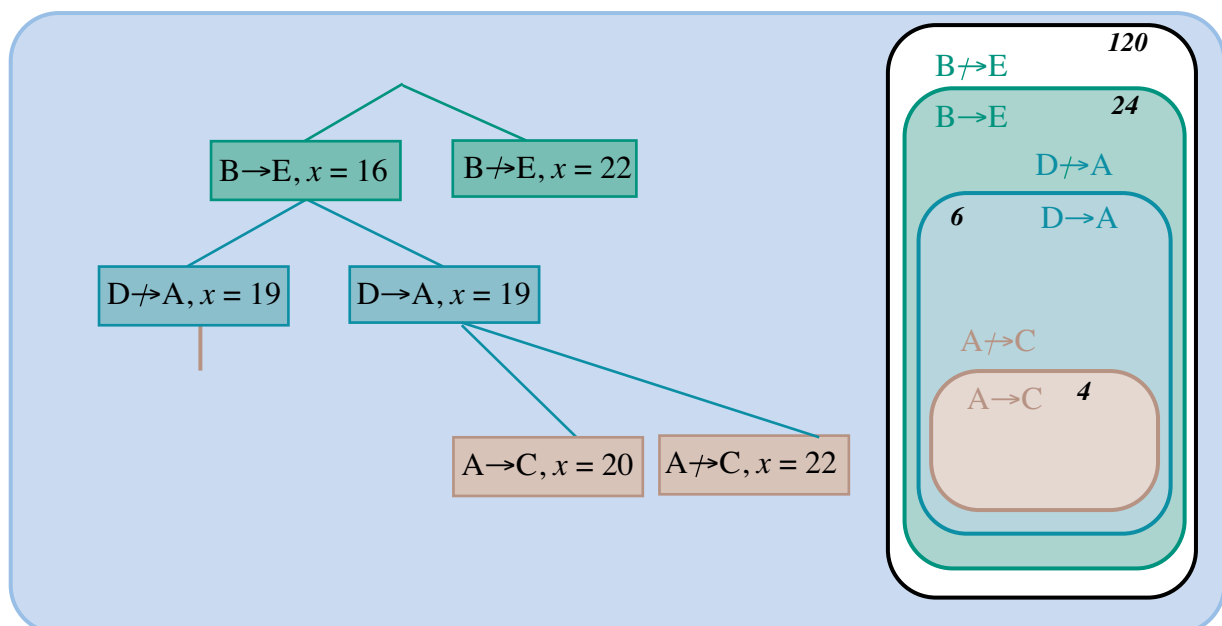 B→E, x = 16
B↛E, x = 22
D↛A, x = 19
D→A, x = 19
A→C, x = 20
A↛C, x = 22
120
B↛E
24
B→E
D↛A
6
D→A
A↛C
A→C
4